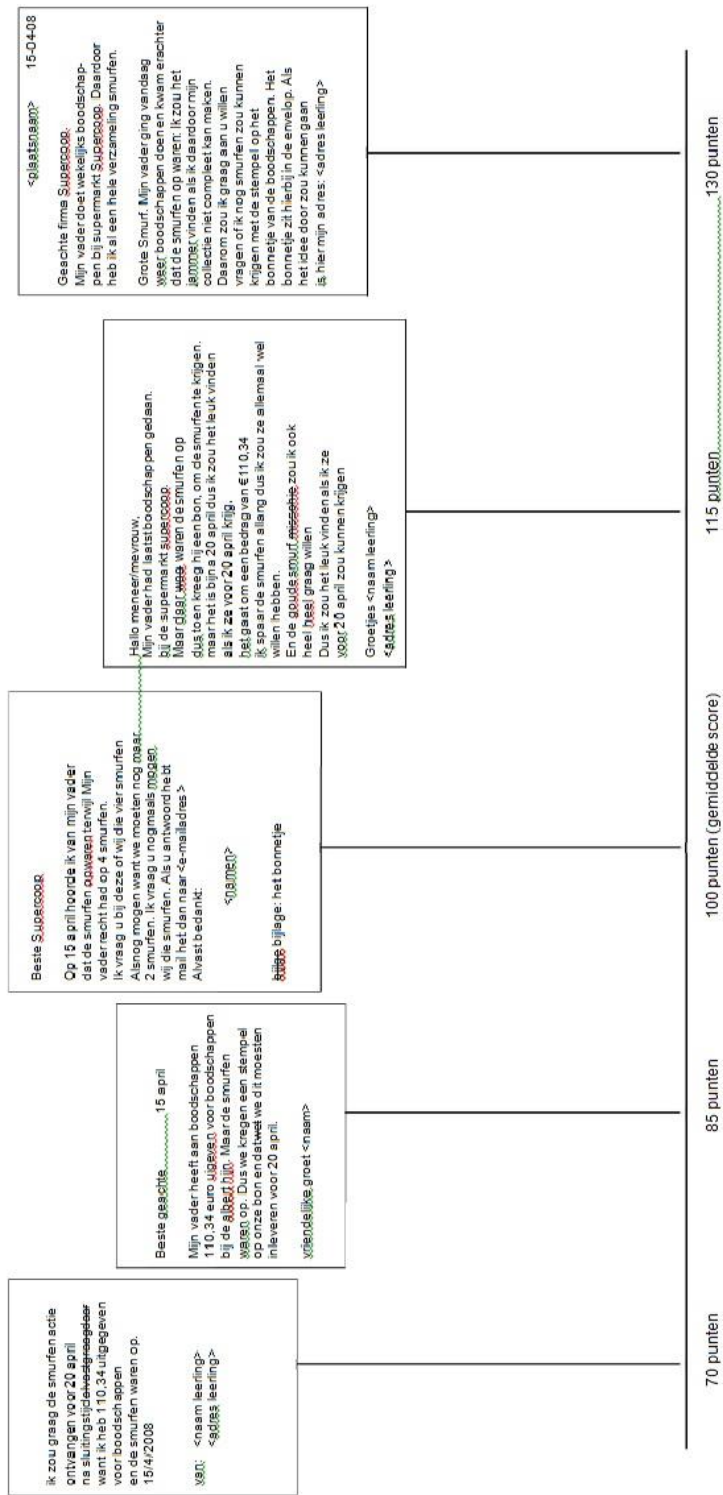 ik zou graag de smurfen actie
ontvangen voor 20 april
na sluitingstijd
want ik heb 110,34 uitgegeven
voor boodschappen
en de smurfen waren op.
15/4/2008
van: <naam leerling>
<adres leerling>
70 punten
Beste geachte 15 april
Mijn vader heeft aan boodschappen
110,34 euro uigeven voor boodschappen
bij de albert hijn. Maar de smurfen
waren op. Dus we kregen een stempel
op onze bon en datwet we dit moesten
inleveren voor 20 april.
vriendelijke groet <naam>
85 punten
Beste Supercoop
Op 15 april hoorde ik van mijn vader
dat de smurfen opwaren terwijl Mijn
vader recht had op 4 smurfen.
Ik vraag u bij deze of wij die vier smurfen
Alsnog mogen want we moeten nog maar
2 smurfen. Ik vraag u nogmaals mogen
wij die smurfen. Als u antwoord hebt
mail het dan naar <e-mailadres>
Alvast bedankt:
<namen>
bijlage: het bonnetje
100 punten (gemiddelde score)
Hallo meneer/mevrouw,
Mijn vader had laatst boodschappen gedaan.
bij de supermarkt supercoop.
Maar daar waren de smurfen op
dus toen kreeg hij een bon, om de smurfen te krijgen.
maar het is bijna 20 april dus ik zou het leuk vinden
als ik ze voor 20 april krijg.
het gaat om een bedrag van €110,34
ik spaar de smurfen allang dus ik zou ze allemaal wel
willen hebben.
En de goude smurf misschie zou ik ook
heel heel graag willen
Dus ik zou het leuk vinden als ik ze
voor 20 april zou kunnen krijgen
Groetjes <naam leerling>
<adres leerling>
115 punten
<plaatsnaam> 15-04-08
Geachte firma Supercoop.
Mijn vader doet wekelijks boodschap-
pen bij supermarkt Supercoop. Daardoor
heb ik al een hele verzameling smurfen.
Grote Smurf. Mijn vader ging vandaag
weer boodschappen doen en kwam erachter
dat de smurfen op waren: Ik zou het
jammer vinden als ik daardoor mijn
collectie niet compleet kan maken.
Daarom zou ik graag aan u willen
vragen of ik nog smurfen zou kunnen
krijgen met de stempel op het
bonnetje van de boodschappen. Het
bonnetje zit hierbij in de envelop. Als
het idee door zou kunnen gaan
is hier mijn adres: <adres leerling>
130 punten